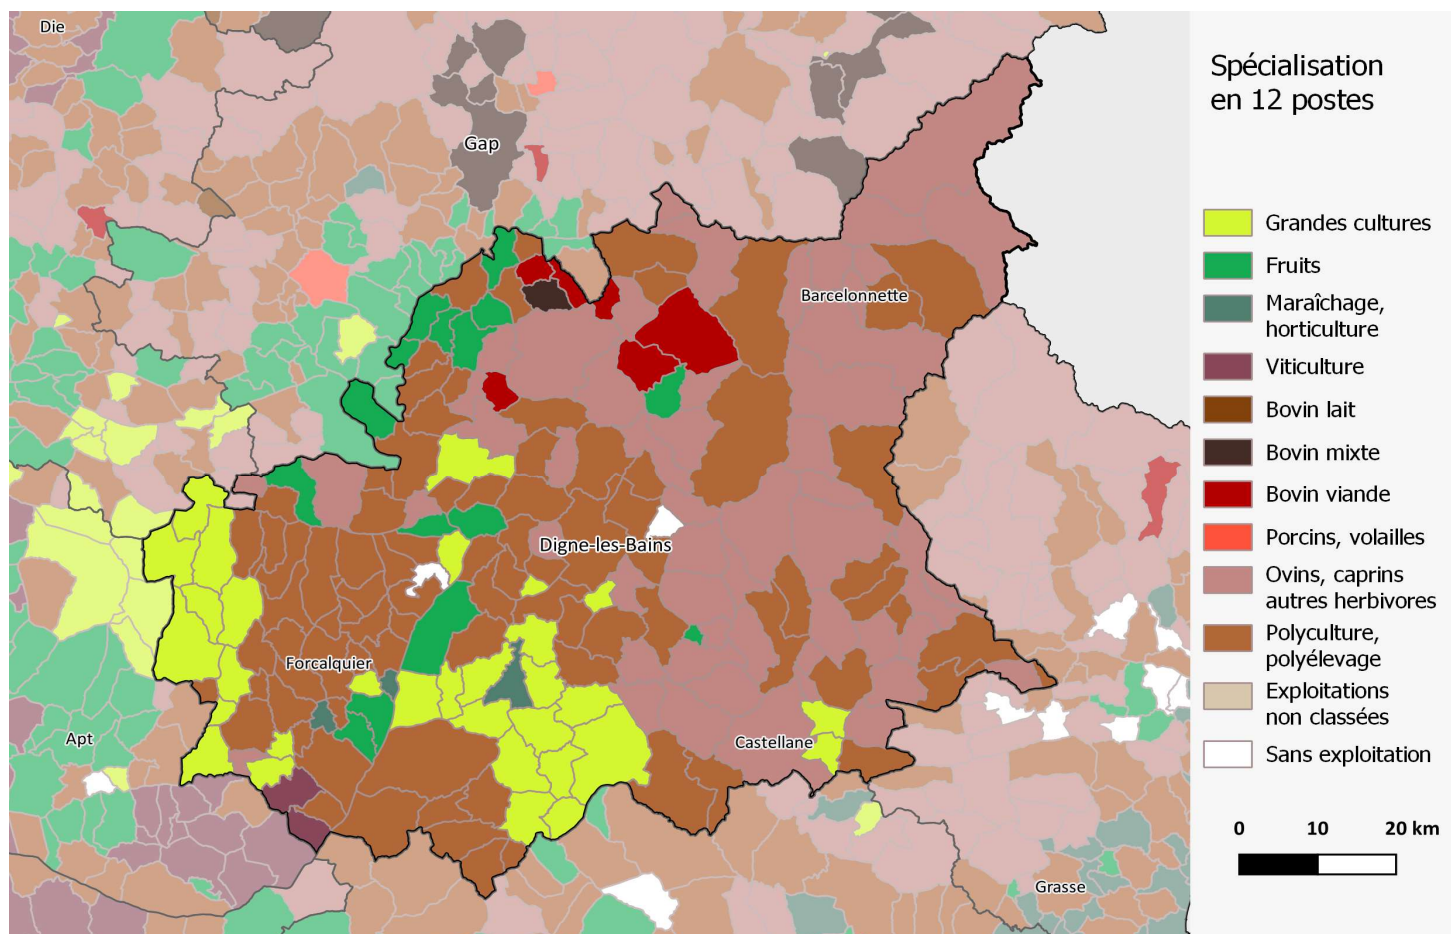 Die
Gap
Barcelonnette
Digne-les-Bains
Forcalquier
Apt
Castellane
Grasse
Spécialisation
en 12 postes
Grandes cultures
Fruits
Maraîchage,
horticulture
Viticulture
Bovin lait
Bovin mixte
Bovin viande
Porcins, volailles
Ovins, caprins
autres herbivores
Polyculture,
polyélevage
Exploitations
non classées
Sans exploitation
0 10 20 km